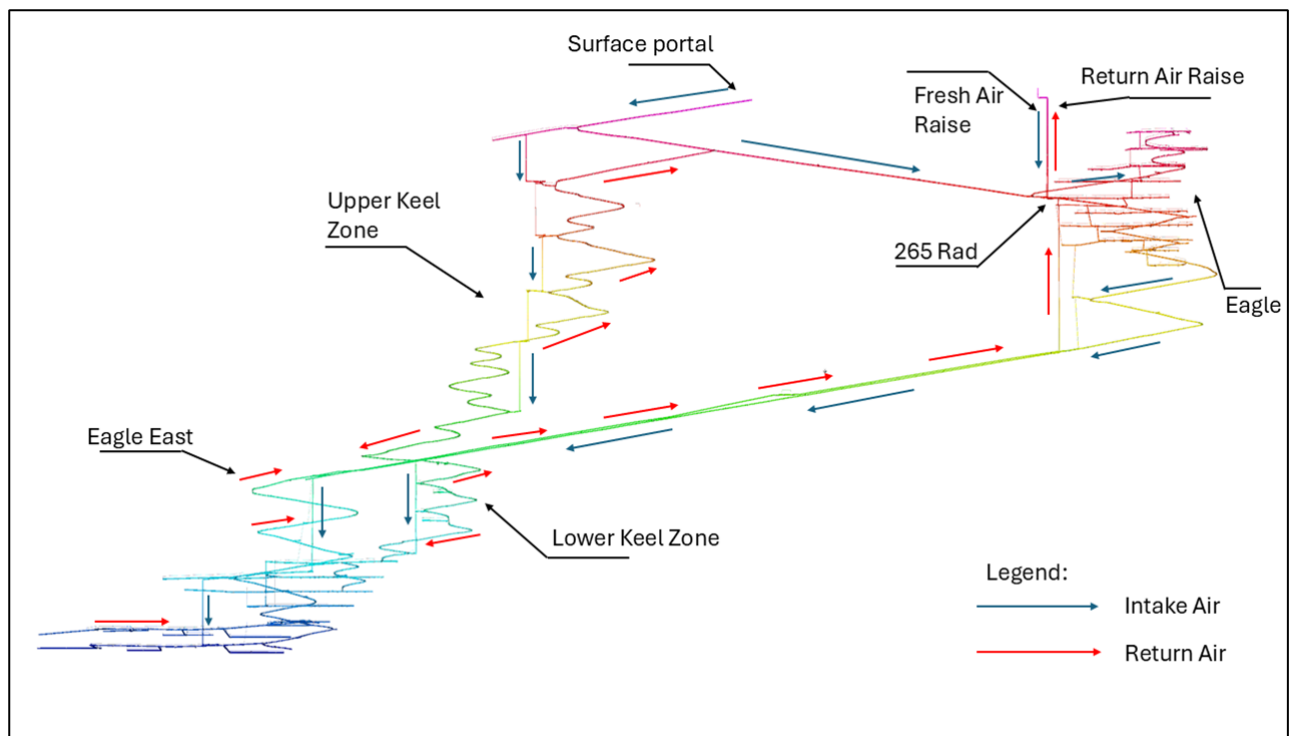 Surface portal
Fresh Air
Raise
Return Air Raise
Upper Keel
Zone
265 Rad
Eagle
Eagle East
Lower Keel Zone
Legend:
Intake Air
Return Air